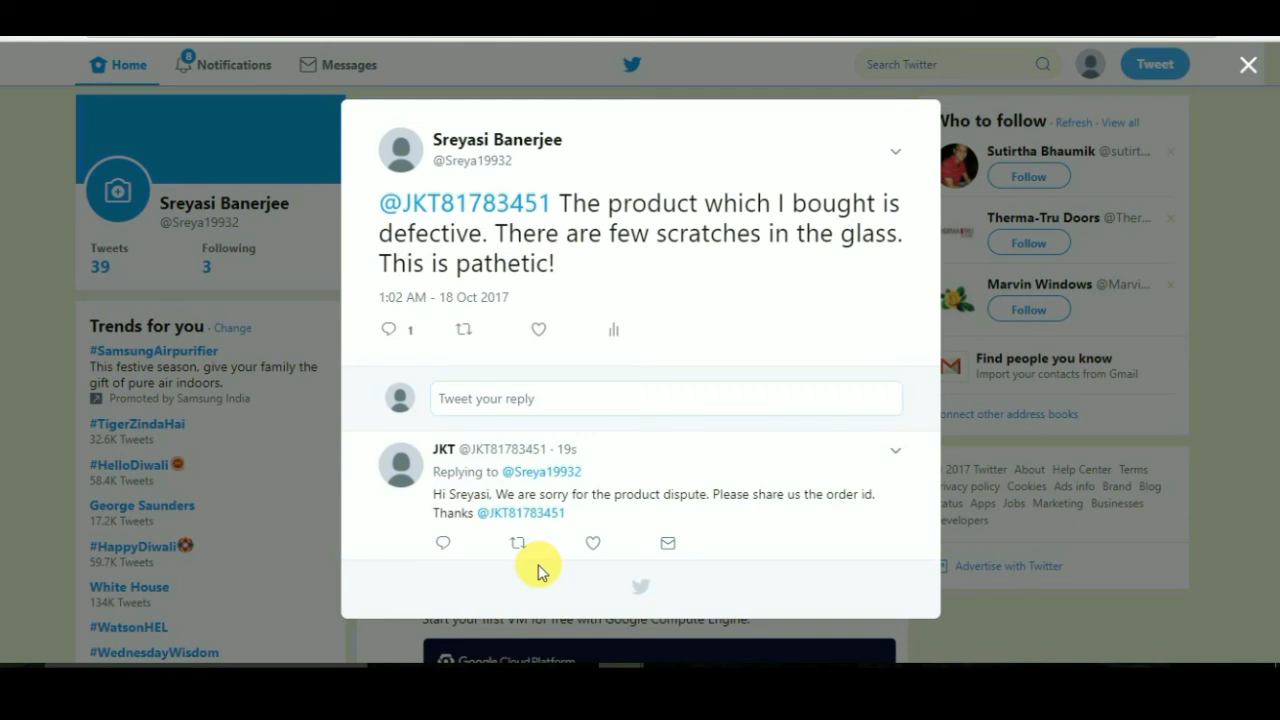 Home
8
Notifications
Messages
Search Twitter
Tweet
Sreyasi Banerjee
@Sreya19932
Tweets
Following
39
3
Trends for you · Change
#SamsungAirpurifier
This festive season, give your family the
gift of pure air indoors.
Promoted by Samsung India
#TigerZindaHai
32.6K Tweets
#HelloDiwali
58.4K Tweets
George Saunders
17.2K Tweets
#HappyDiwali
59.7K Tweets
White House
134K Tweets
#WatsonHEL
#WednesdayWisdom
Sreyasi Banerjee
@Sreya19932
@JKT81783451 The product which I bought is
defective. There are few scratches in the glass.
This is pathetic!
1:02 AM - 18 Oct 2017
1
Tweet your reply
JKT @JKT81783451 · 19s
Replying to @Sreya19932
Hi Sreyasi, We are sorry for the product dispute. Please share us the order id.
Thanks @JKT81783451
Start your first VM for free with Google Compute Engine.
Google Cloud Platform
Who to follow · Refresh · View all
Sutirtha Bhaumik @sutirt...
Follow
Therma-Tru Doors @Ther...
Follow
Marvin Windows @Marvi...
Follow
Find people you know
Import your contacts from Gmail
onnect other address books
2017 Twitter About Help Center Terms
rivacy policy Cookies Ads info Brand Blog
tatus Apps Jobs Marketing Businesses
evelopers
Advertise with Twitter